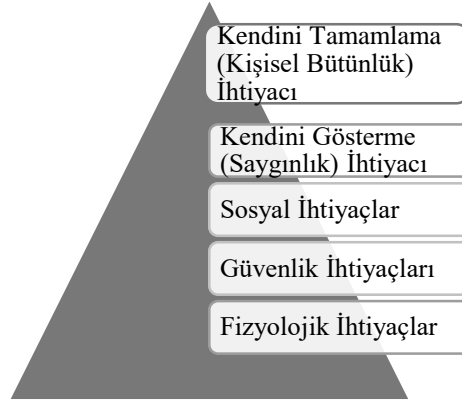 Kendini Tamamlama
(Kişisel Bütünlük)
İhtiyacı
Kendini Gösterme
(Saygınlık) İhtiyacı
Sosyal İhtiyaçlar
Güvenlik İhtiyaçları
Fizyolojik İhtiyaçlar